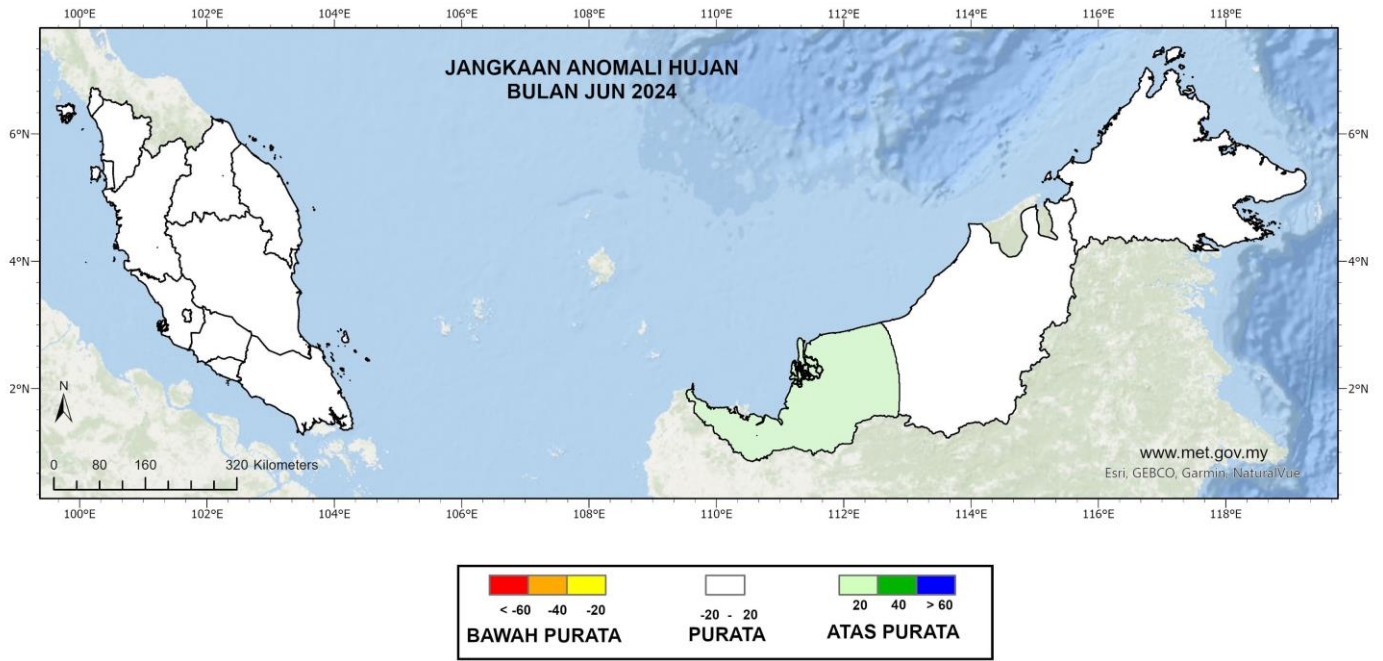 100°E 102°E 104°E 106°E 108°E 110°E 112°E 114°E 116°E 118°E
JANGKAAN ANOMALI HUJAN
BULAN JUN 2024
6°N 6°N
4°N 4°N
2°N 2°N
N
0 80 160 320 Kilometers
www.met.gov.my
Esri, GEBCO, Garmin, NaturalVue
100°E 102°E 104°E 106°E 108°E 110°E 112°E 114°E 116°E 118°E
< -60 -40 -20 -20 - 20 20 40 > 60
BAWAH PURATA PURATA ATAS PURATA